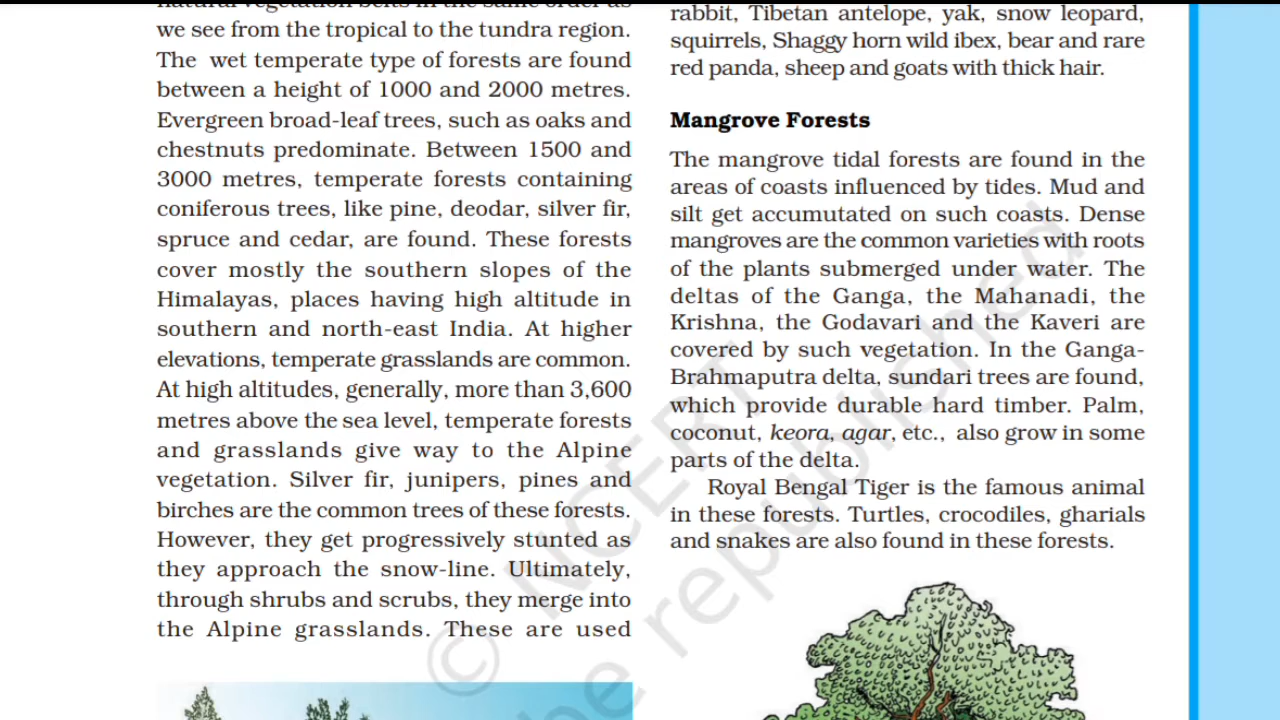 natural vegetation belts in the same order as
we see from the tropical to the tundra region.
The wet temperate type of forests are found
between a height of 1000 and 2000 metres.
Evergreen broad-leaf trees, such as oaks and
chestnuts predominate. Between 1500 and
3000 metres, temperate forests containing
coniferous trees, like pine, deodar, silver fir,
spruce and cedar, are found. These forests
cover mostly the southern slopes of the
Himalayas, places having high altitude in
southern and north-east India. At higher
elevations, temperate grasslands are common.
At high altitudes, generally, more than 3,600
metres above the sea level, temperate forests
and grasslands give way to the Alpine
vegetation. Silver fir, junipers, pines and
birches are the common trees of these forests.
However, they get progressively stunted as
they approach the snow-line. Ultimately,
through shrubs and scrubs, they merge into
the Alpine grasslands. These are used
rabbit, Tibetan antelope, yak, snow leopard,
squirrels, Shaggy horn wild ibex, bear and rare
red panda, sheep and goats with thick hair.
Mangrove Forests
The mangrove tidal forests are found in the
areas of coasts influenced by tides. Mud and
silt get accumutated on such coasts. Dense
mangroves are the common varieties with roots
of the plants submerged under water. The
deltas of the Ganga, the Mahanadi, the
Krishna, the Godavari and the Kaveri are
covered by such vegetation. In the Ganga-
Brahmaputra delta, sundari trees are found,
which provide durable hard timber. Palm,
coconut, keora, agar, etc., also grow in some
parts of the delta.
Royal Bengal Tiger is the famous animal
in these forests. Turtles, crocodiles, gharials
and snakes are also found in these forests.
© NCERT
be republished